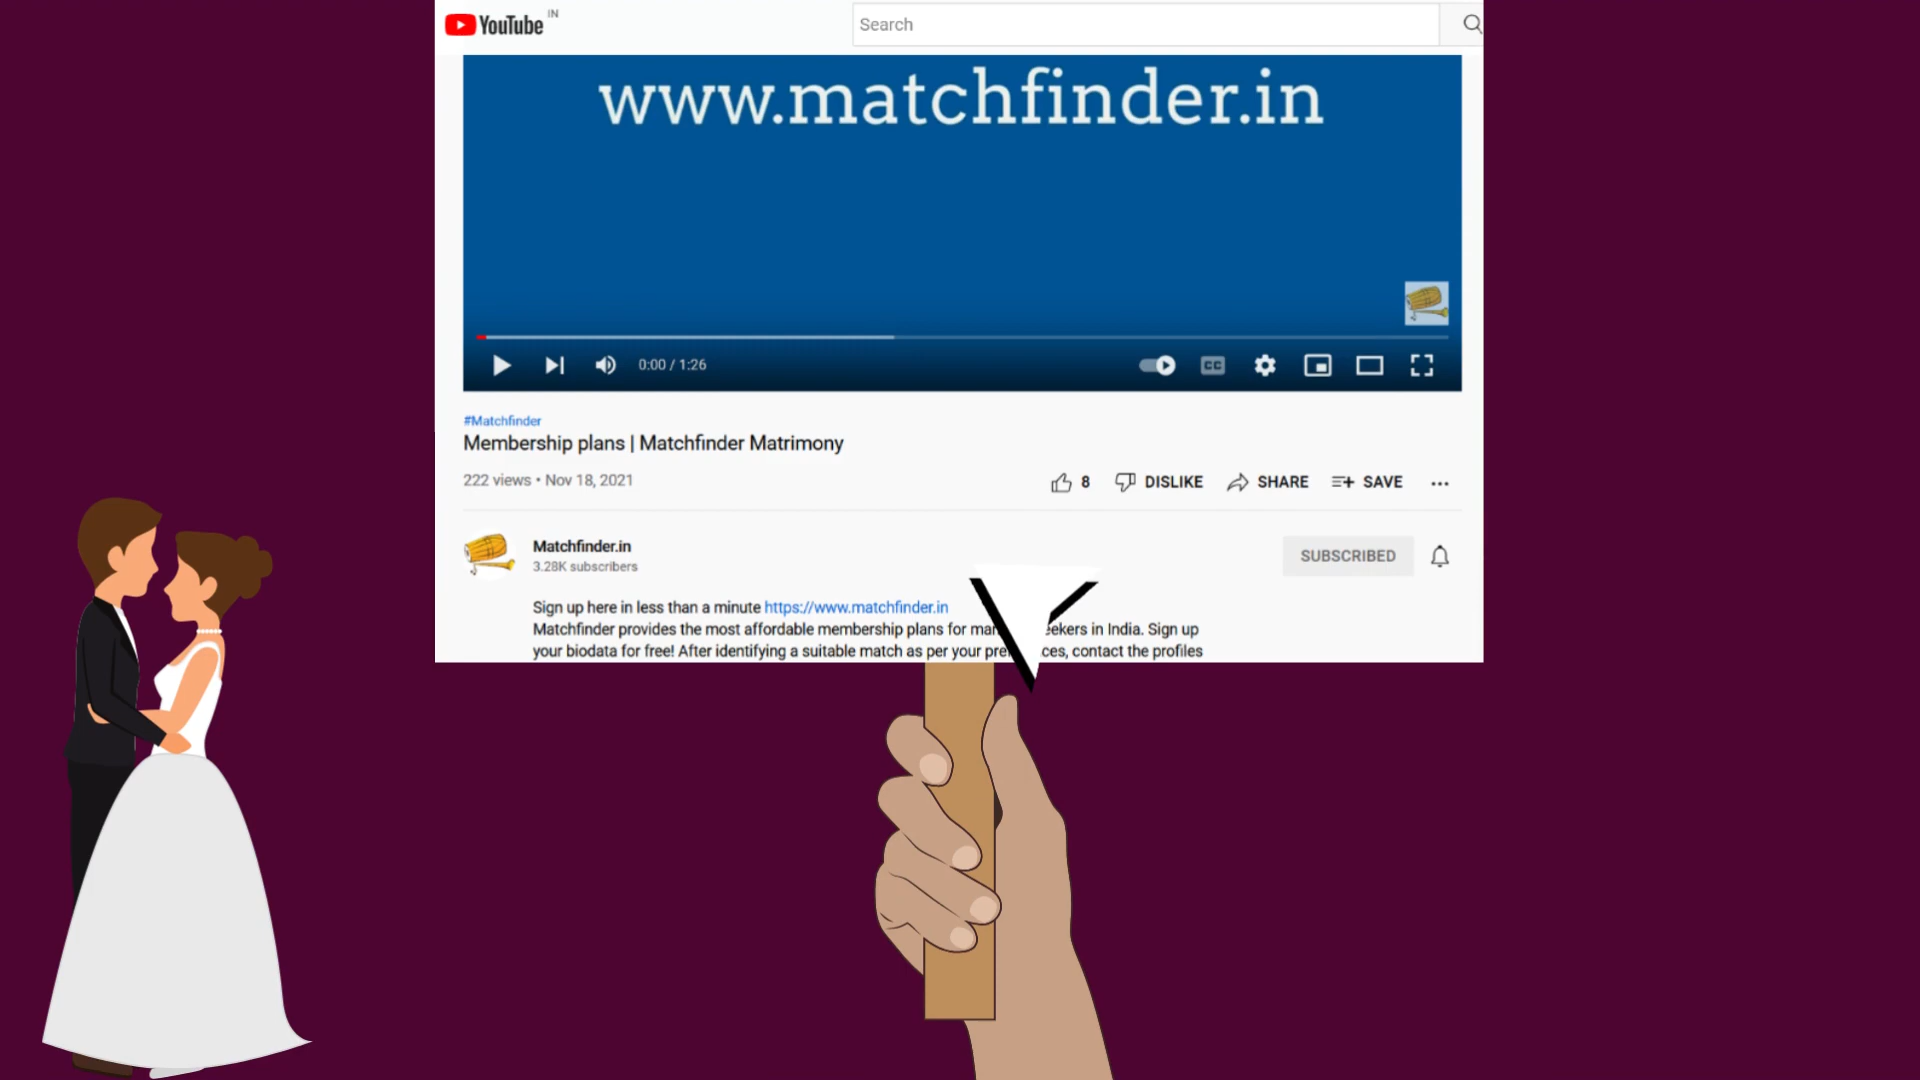 YouTube IN
Search
www.matchfinder.in
0:00 / 1:26
CC
#Matchfinder
Membership plans | Matchfinder Matrimony
222 views • Nov 18, 2021
8 DISLIKE SHARE SAVE ...
Matchfinder.in
3.28K subscribers
SUBSCRIBED
Sign up here in less than a minute https://www.matchfinder.in
Matchfinder provides the most affordable membership plans for in India. Sign up
your biodata for free! After identifying a suitable match as per your contact the profiles